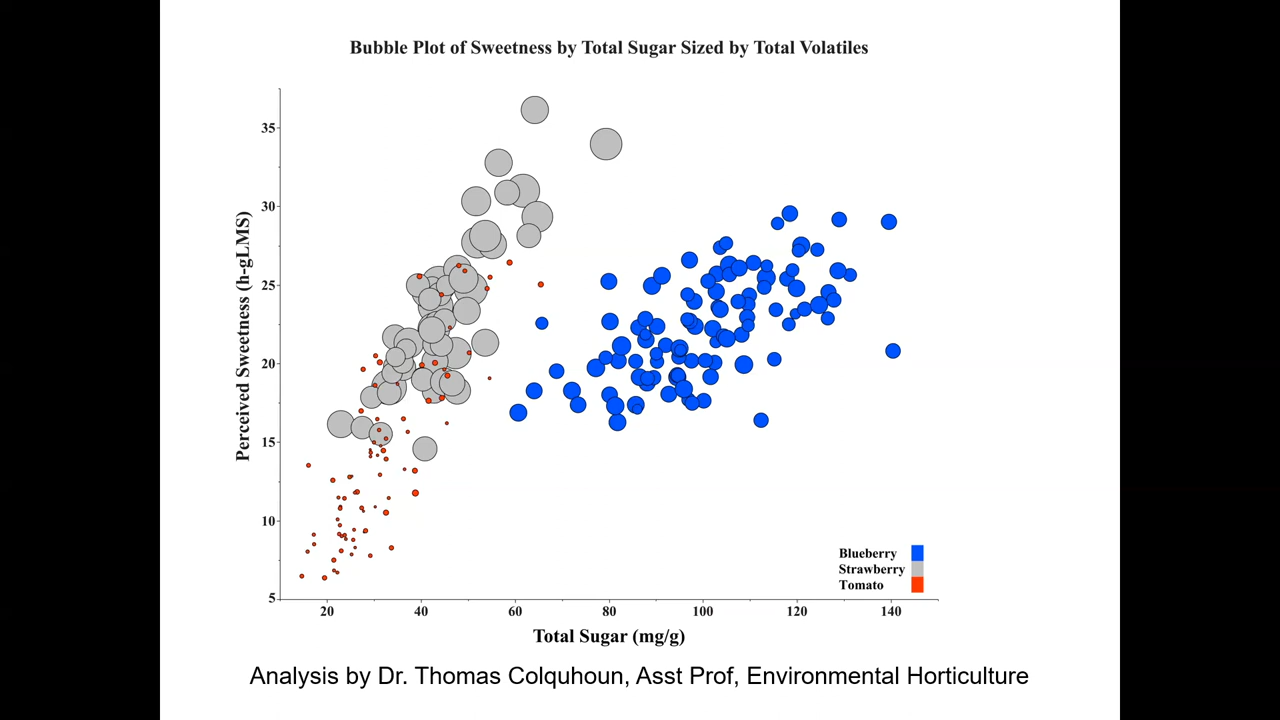 Bubble Plot of Sweetness by Total Sugar Sized by Total Volatiles
Perceived Sweetness (h-gLMS)
35
30
25
20
15
10
5
20 40 60 80 100 120 140
Total Sugar (mg/g)
Blueberry
Strawberry
Tomato
Analysis by Dr. Thomas Colquhoun, Asst Prof, Environmental Horticulture